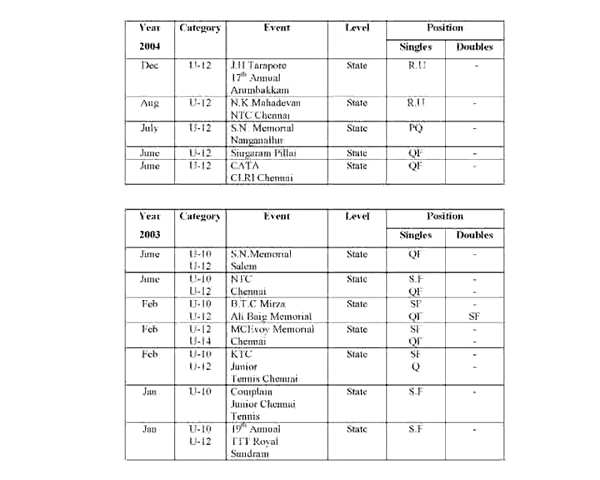 Year Category Event Level Position
2004 Singles Doubles
Dec U-12 J.H Tarapore State R.U -
17th Annual
Arumbakkam
Aug U-12 N.K.Mahadevan State R.U -
NTC Chennai
July U-12 S.N. Memorial State PQ -
Nanganallur
June U-12 Singaram Pillai State QF -
June U-12 CATA State QF -
CLRI Chennai
Year Category Event Level Position
2003 Singles Doubles
June U-10 S.N.Memorial State QF -
U-12 Salem
June U-10 NTC State S.F -
U-12 Chennai QF -
Feb U-10 B.T.C Mirza State SF -
U-12 Ali Baig Memorial QF SF
Feb U-12 MCEvoy Memorial State SF -
U-14 Chennai QF -
Feb U-10 KTC State SF -
U-12 Junior Q -
Tennis Chennai
Jan U-10 Complain State S.F -
Junior Chennai
Tennis
Jan U-10 19th Annual State S.F -
U-12 TTT Royal
Sundram